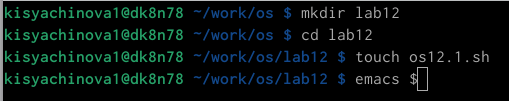 kisyachinova1@dk8n78 ~/work/os $ mkdir lab12
kisyachinova1@dk8n78 ~/work/os $ cd lab12
kisyachinova1@dk8n78 ~/work/os/lab12 $ touch os12.1.sh
kisyachinova1@dk8n78 ~/work/os/lab12 $ emacs $